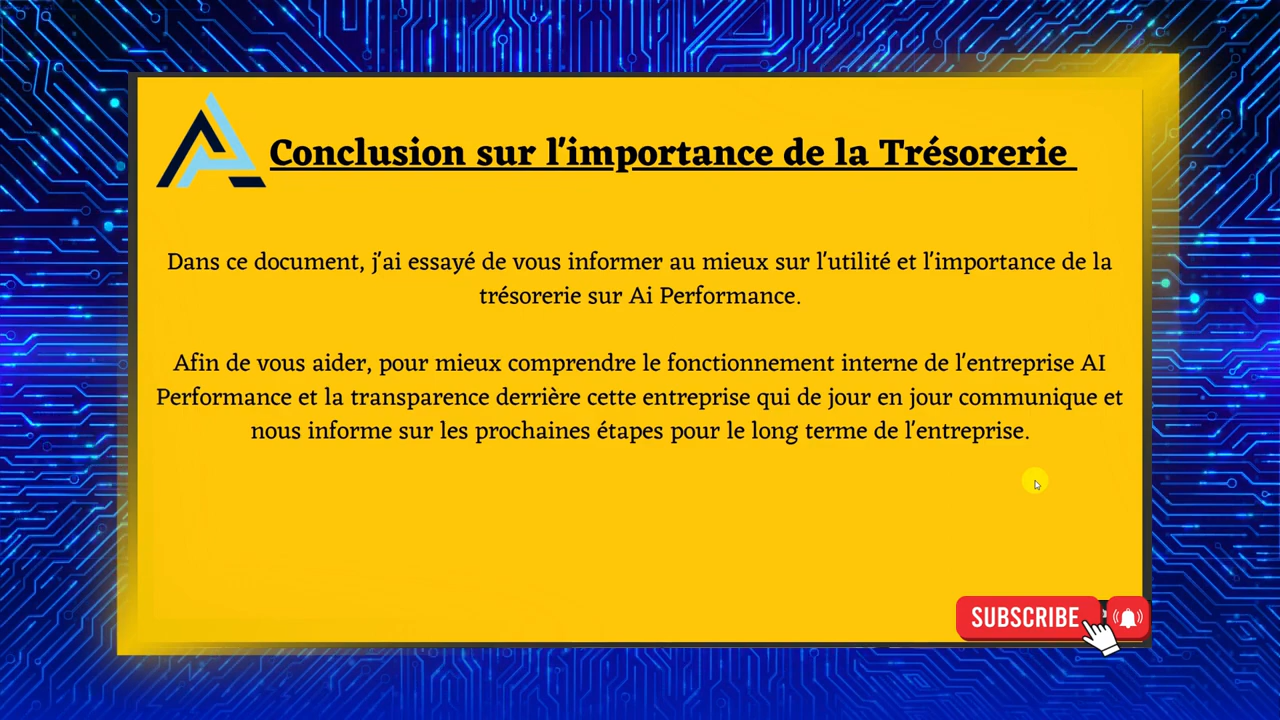 Conclusion sur l'importance de la Trésorerie
Dans ce document, j'ai essayé de vous informer au mieux sur l'utilité et l'importance de la
trésorerie sur Ai Performance.
Afin de vous aider, pour mieux comprendre le fonctionnement interne de l'entreprise AI
Performance et la transparence derrière cette entreprise qui de jour en jour communique et
nous informe sur les prochaines étapes pour le long terme de l'entreprise.
SUBSCRIBE